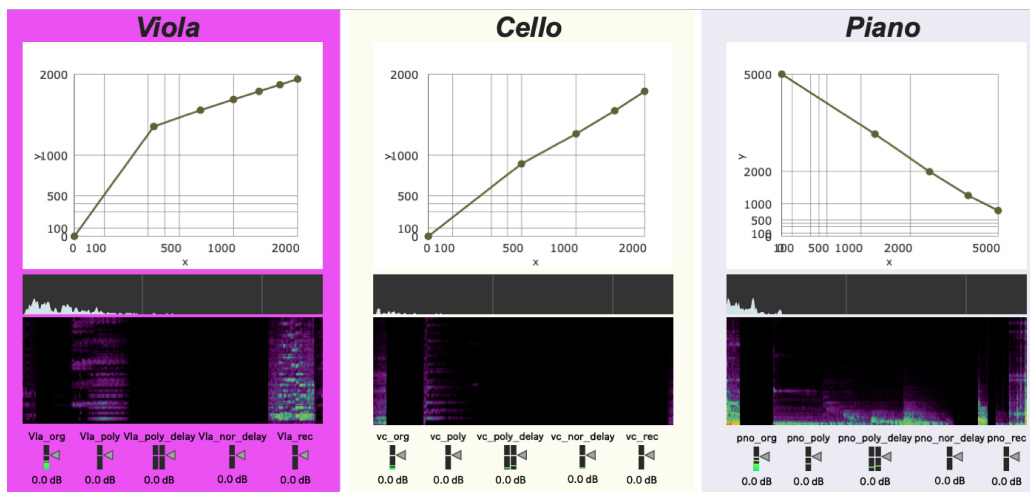 Viola
2000
1000
500
100
0
y
0 100 500 1000 2000
x
Vla_org Vla_poly Vla_poly_delay Vla_nor_delay Vla_rec
0.0 dB 0.0 dB 0.0 dB 0.0 dB 0.0 dB
Cello
2000
1000
500
100
0
y
0 100 500 1000 2000
x
vc_org vc_poly vc_poly_delay vc_nor_delay vc_rec
0.0 dB 0.0 dB 0.0 dB 0.0 dB 0.0 dB
Piano
5000
y
2000
1000
500
100
0 500 1000 2000 5000
x
pno_org pno_poly pno_poly_delay pno_nor_delay pno_rec
0.0 dB 0.0 dB 0.0 dB 0.0 dB 0.0 dB